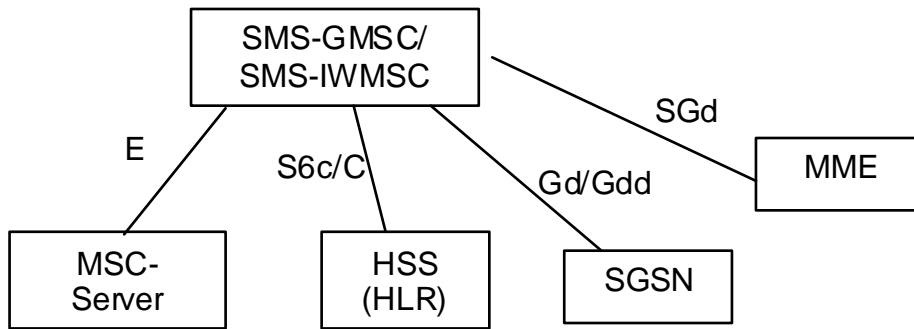 SMS-GMSC/
SMS-IWMSC
SGd
E
S6c/C
Gd/Gdd
MME
MSC-
Server
HSS
(HLR)
SGSN